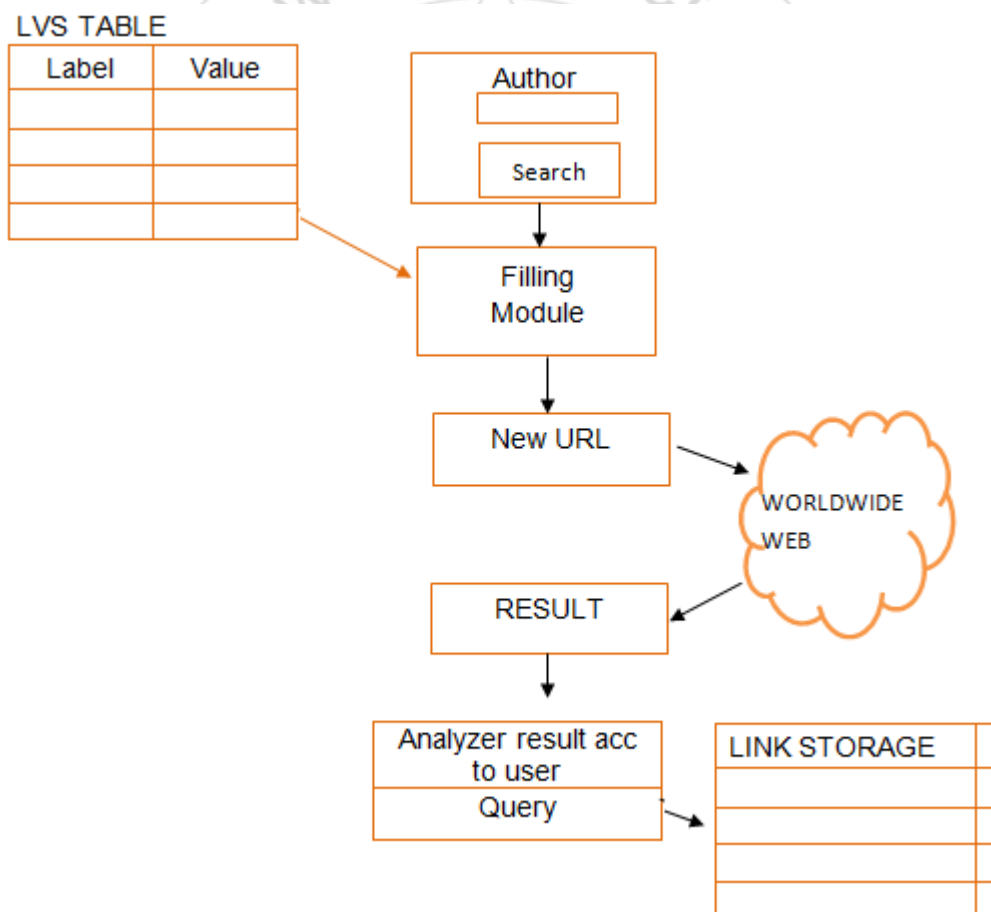 LVS TABLE
Label Value
Author
Search
Filling
Module
New URL
WORLDWIDE
WEB
RESULT
Analyzer result acc
to user
Query
LINK STORAGE